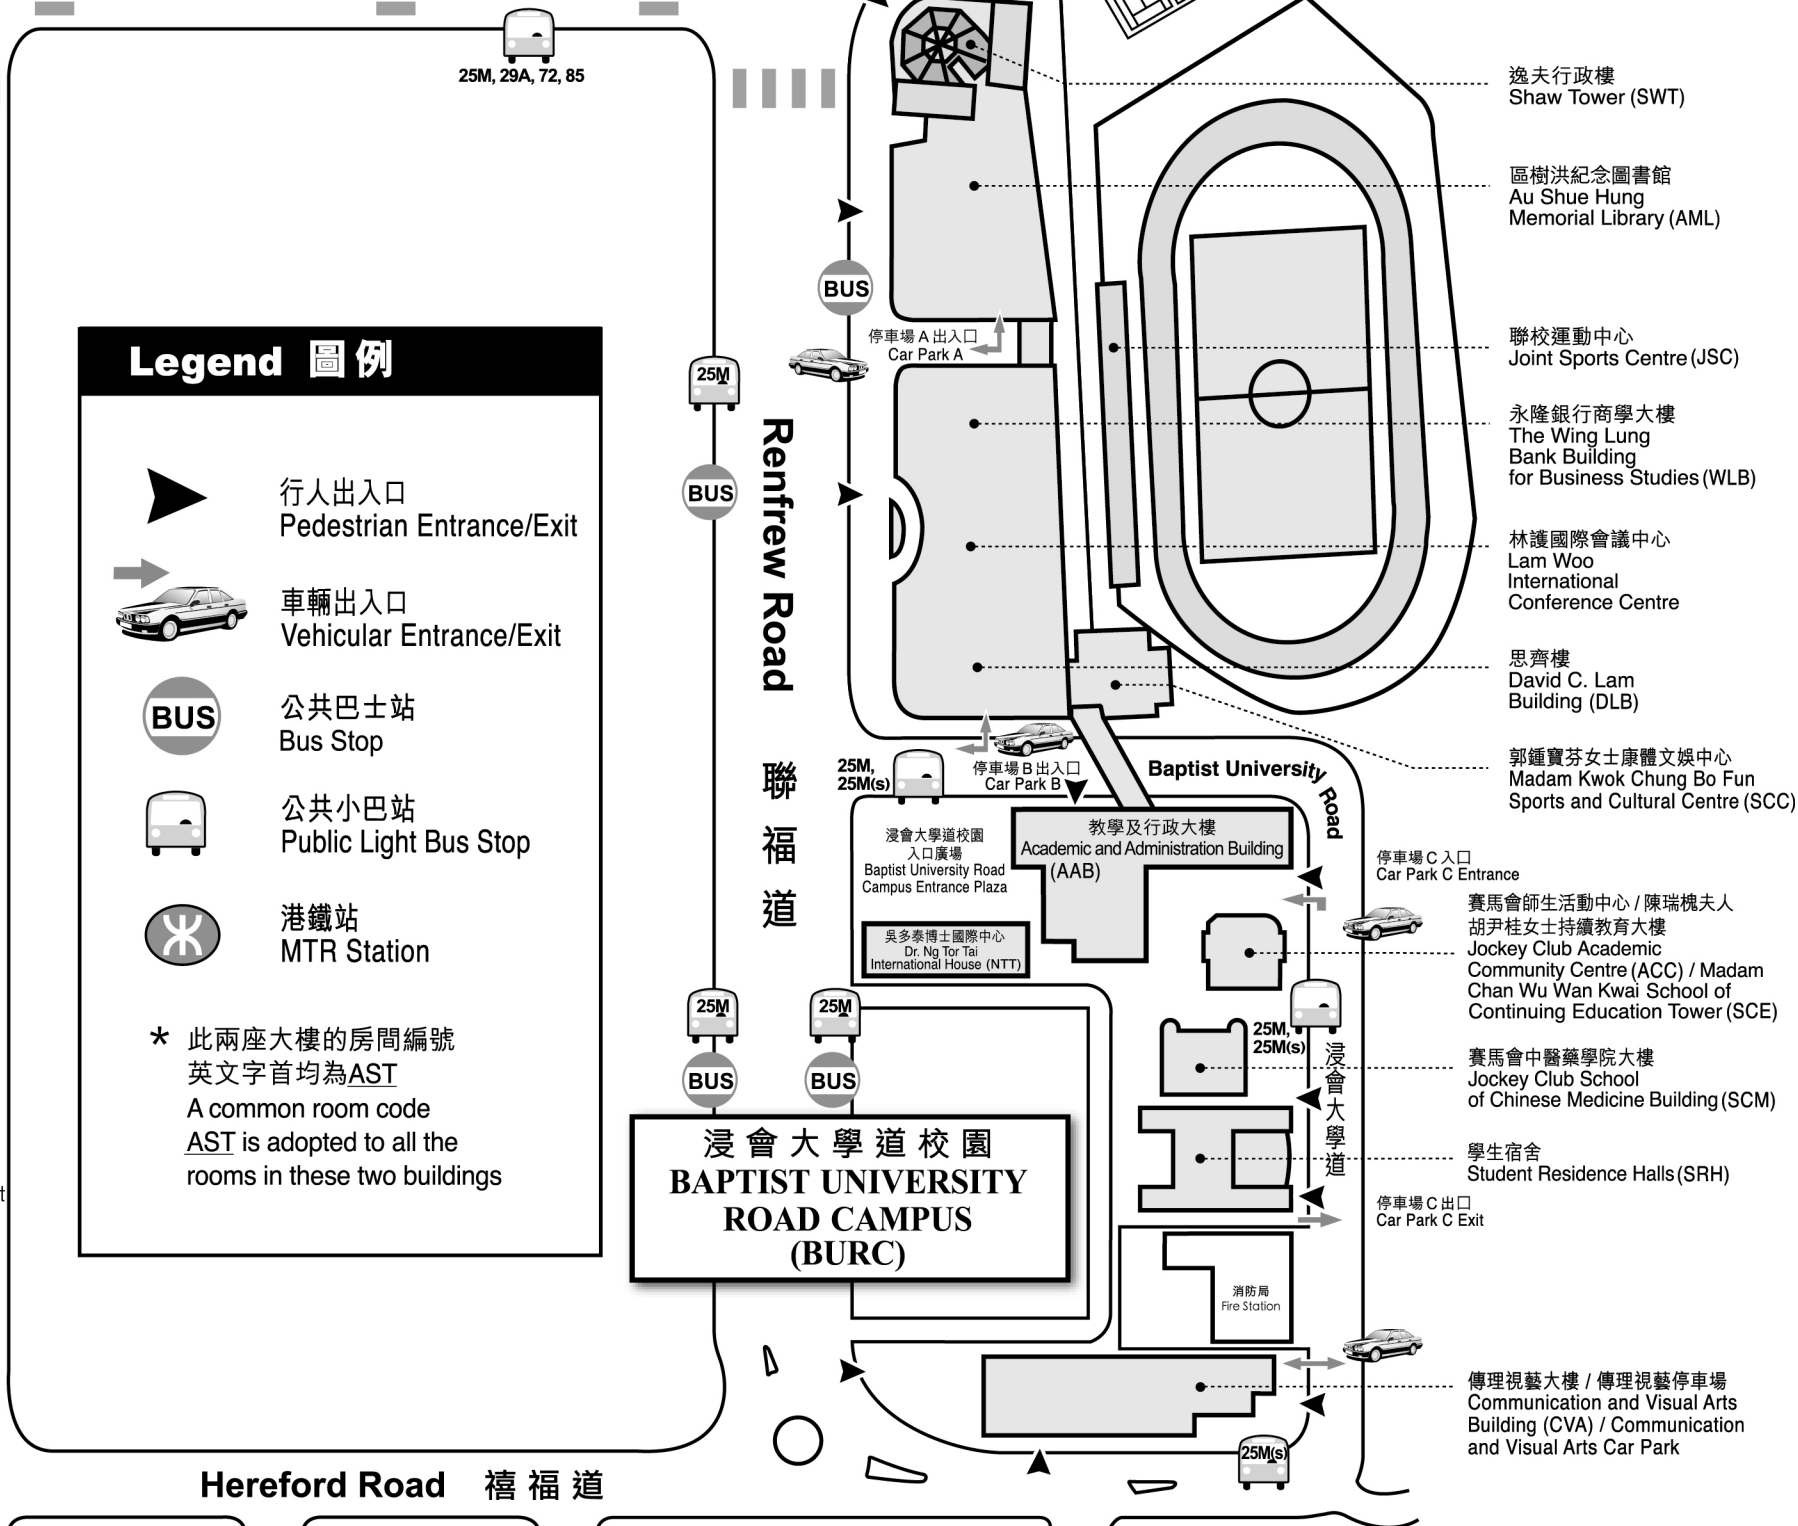 25M, 29A, 72, 85
Legend 圖例
行人出入口
Pedestrian Entrance/Exit
車輛出入口
Vehicular Entrance/Exit
BUS
公共巴士站
Bus Stop
公共小巴站
Public Light Bus Stop
港鐵站
MTR Station
* 此兩座大樓的房間編號
英文字首均為AST
A common room code
AST is adopted to all the
rooms in these two buildings
t
25M
BUS
Renfrew Road 聯福道
BUS
停車場 A 出入口
Car Park A
逸夫行政樓
Shaw Tower (SWT)
區樹洪紀念圖書館
Au Shue Hung
Memorial Library (AML)
聯校運動中心
Joint Sports Centre (JSC)
永隆銀行商學大樓
The Wing Lung
Bank Building
for Business Studies (WLB)
林護國際會議中心
Lam Woo
International
Conference Centre
思齊樓
David C. Lam
Building (DLB)
郭鍾寶芬女士康體文娛中心
Madam Kwok Chung Bo Fun
Sports and Cultural Centre (SCC)
25M,
25M(s)
停車場 B 出入口
Car Park B
Baptist University Road
浸會大學道校園
入口廣場
Baptist University Road
Campus Entrance Plaza
教學及行政大樓
Academic and Administration Building
(AAB)
吳多泰博士國際中心
Dr. Ng Tor Tai
International House (NTT)
停車場 C 入口
Car Park C Entrance
賽馬會師生活動中心 / 陳瑞槐夫人
胡尹桂女士持續教育大樓
Jockey Club Academic
Community Centre (ACC) / Madam
Chan Wu Wan Kwai School of
Continuing Education Tower (SCE)
25M
25M
BUS
BUS
25M,
25M(s)
浸會大學道
賽馬會中醫藥學院大樓
Jockey Club School
of Chinese Medicine Building (SCM)
學生宿舍
Student Residence Halls (SRH)
停車場 C 出口
Car Park C Exit
浸會大學道校園
BAPTIST UNIVERSITY
ROAD CAMPUS
(BURC)
消防局
Fire Station
傳理視藝大樓 / 傳理視藝停車場
Communication and Visual Arts
Building (CVA) / Communication
and Visual Arts Car Park
25M(s)
Hereford Road 禧福道